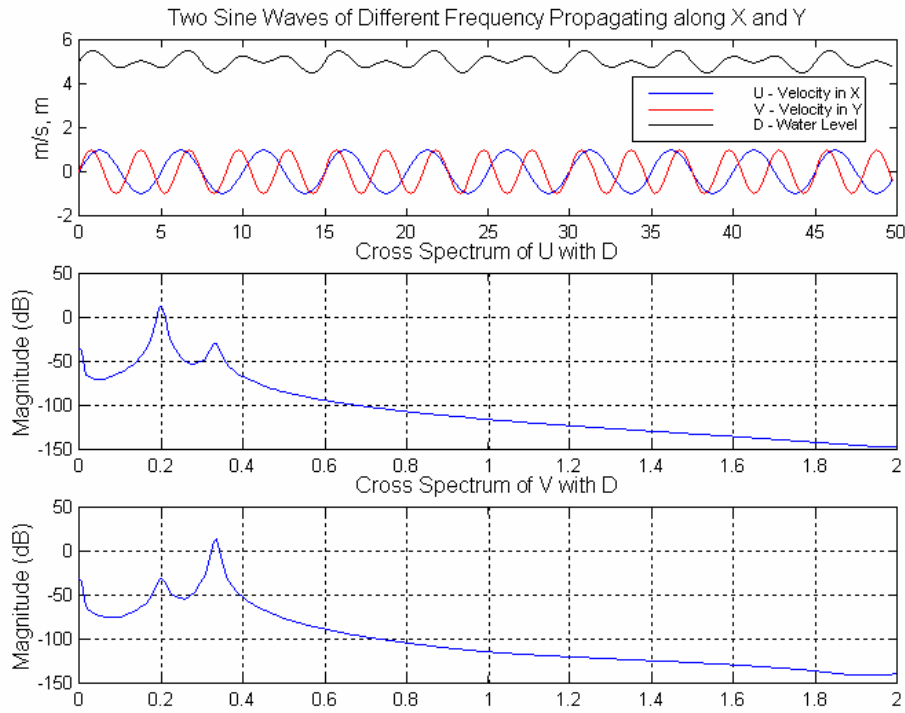 Two Sine Waves of Different Frequency Propagating along X and Y
6
4
2
0
-2
m/s, m
U - Velocity in X
V - Velocity in Y
D - Water Level
0 5 10 15 20 25 30 35 40 45 50
Cross Spectrum of U with D
50
0
-50
-100
-150
Magnitude (dB)
0 0.2 0.4 0.6 0.8 1 1.2 1.4 1.6 1.8 2
Cross Spectrum of V with D
50
0
-50
-100
-150
Magnitude (dB)
0 0.2 0.4 0.6 0.8 1 1.2 1.4 1.6 1.8 2